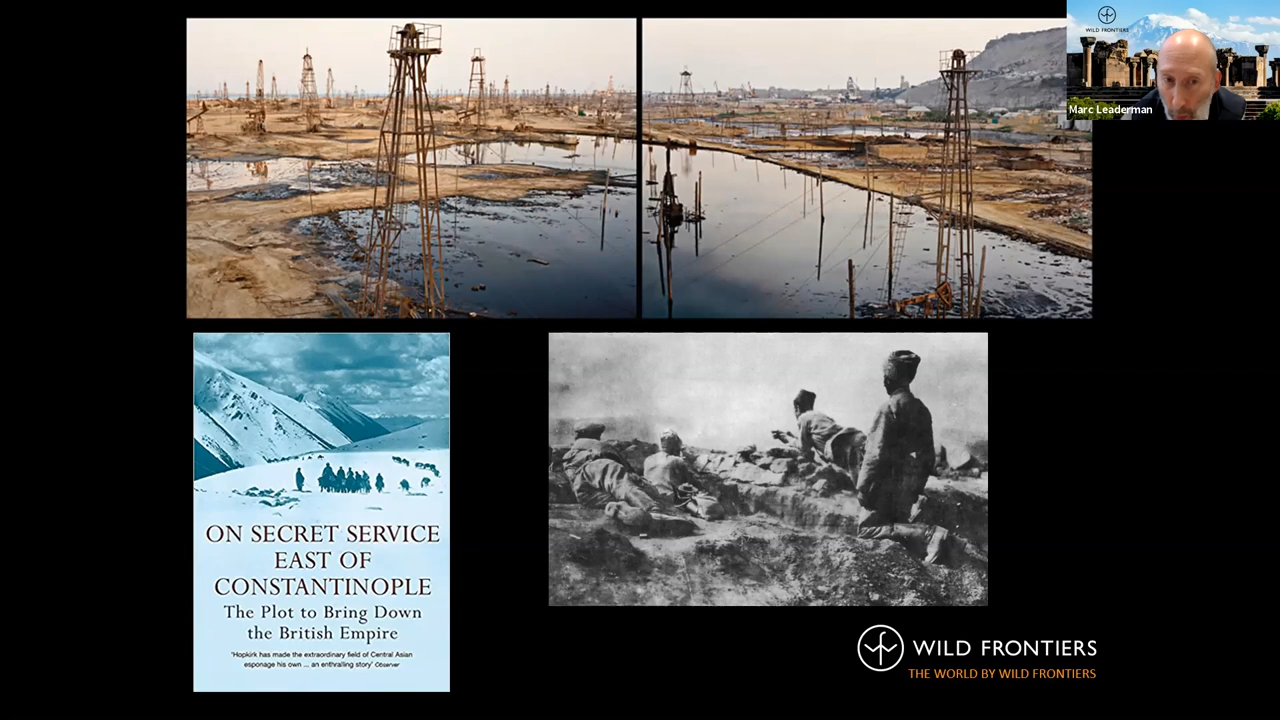 WILD FRONTIERS
Marc Leaderman
ON SECRET SERVICE
EAST OF
CONSTANTINOPLE
The Plot to Bring Down
the British Empire
'Hopkirk has made the extraordinary field of Central Asian
espionage his own ... an enthralling story' Observer
WILD FRONTIERS
THE WORLD BY WILD FRONTIERS